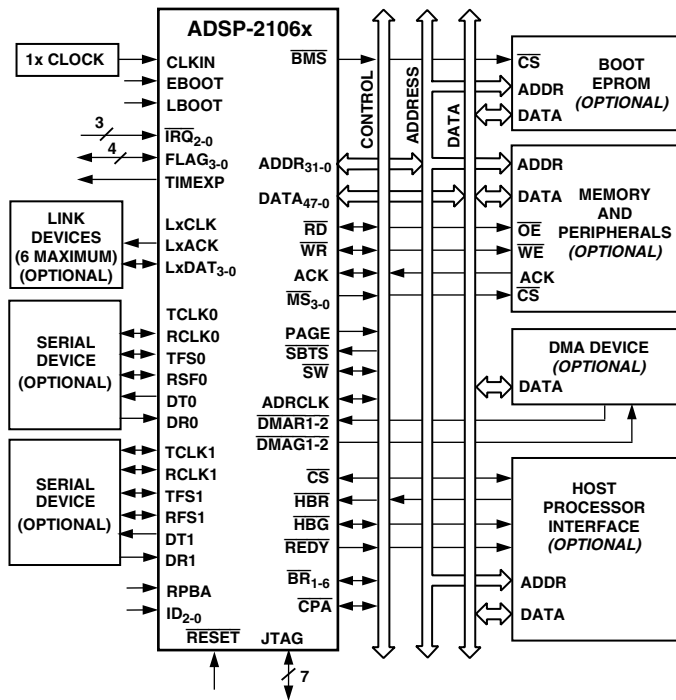 ADSP-2106x
1x CLOCK
CLKIN
EBOOT
LBOOT
3
IRQ2-0
4
FLAG3-0
TIMEXP
LINK
DEVICES
(6 MAXIMUM)
(OPTIONAL)
LxCLK
LxACK
LxDAT3-0
SERIAL
DEVICE
(OPTIONAL)
TCLK0
RCLK0
TFS0
RSF0
DT0
DR0
SERIAL
DEVICE
(OPTIONAL)
TCLK1
RCLK1
TFS1
RFS1
DT1
DR1
RPBA
ID2-0
RESET
JTAG
7
BMS
ADDR31-0
DATA47-0
RD
WR
ACK
MS3-0
PAGE
SBTS
SW
ADRCLK
DMAR1-2
DMAG1-2
CS
HBR
HBG
REDY
BR1-6
CPA
CONTROL
ADDRESS
DATA
CS
ADDR
DATA
BOOT
EPROM
(OPTIONAL)
ADDR
DATA
OE
WE
ACK
CS
MEMORY
AND
PERIPHERALS
(OPTIONAL)
DMA DEVICE
(OPTIONAL)
DATA
HOST
PROCESSOR
INTERFACE
(OPTIONAL)
ADDR
DATA